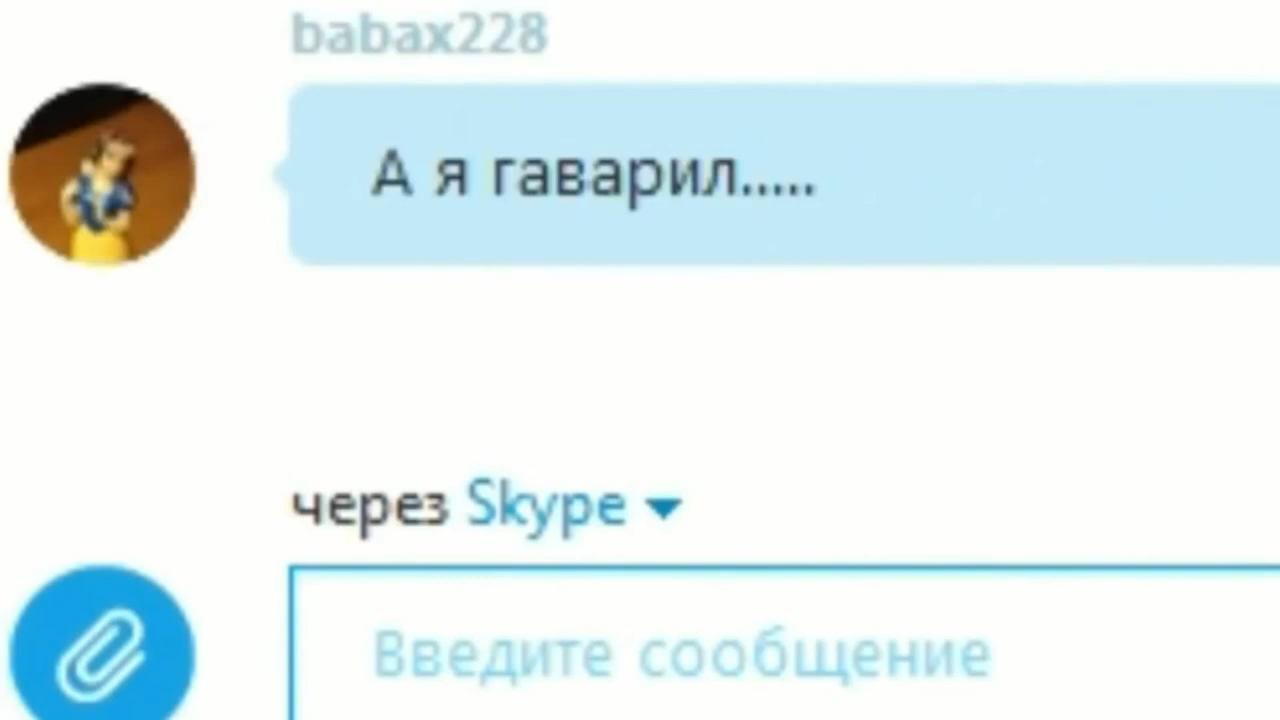 babax228
А я гаварил.....
через Skype
Введите сообщение